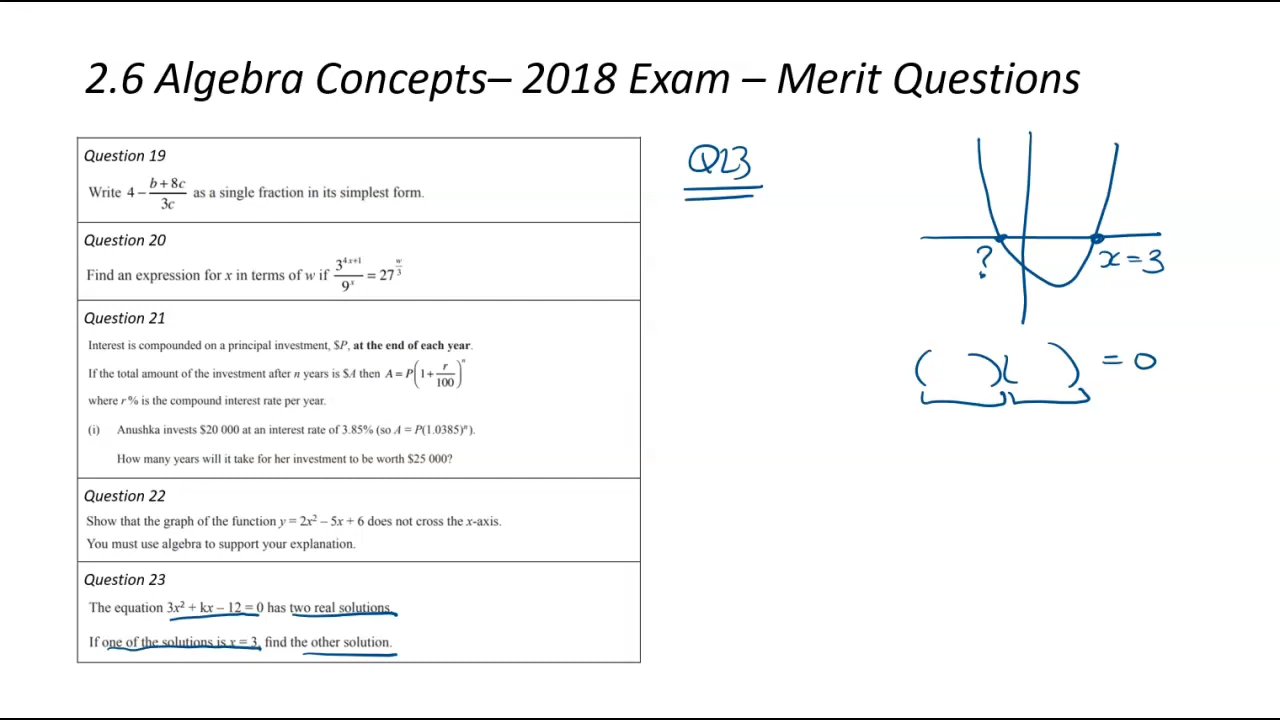 2.6 Algebra Concepts– 2018 Exam – Merit Questions
Question 19
Write 4 − (b + 8c)/(3c) as a single fraction in its simplest form.
Question 20
Find an expression for x in terms of w if 3^(4x+1)/9^x = 27^(w/3)
Question 21
Interest is compounded on a principal investment, $P, at the end of each year.
If the total amount of the investment after n years is $A then A = P(1 + r/100)^n
where r% is the compound interest rate per year.
(i) Anushka invests $20 000 at an interest rate of 3.85% (so A = P(1.0385)^n).
How many years will it take for her investment to be worth $25 000?
Question 22
Show that the graph of the function y = 2x² – 5x + 6 does not cross the x-axis.
You must use algebra to support your explanation.
Question 23
The equation 3x² + kx – 12 = 0 has two real solutions.
If one of the solutions is x = 3, find the other solution.
Q23
? x = 3
( )( ) = 0